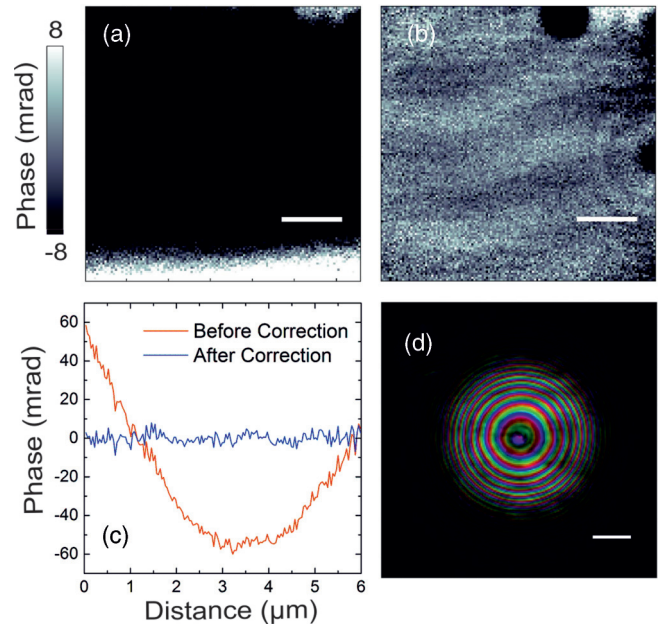 (a)
(b)
8
Phase (mrad)
-8
60
40
20
0
-20
-40
-60
Phase (mrad)
Before Correction
After Correction
(c)
0
1
2
3
4
5
6
Distance (μm)
(d)